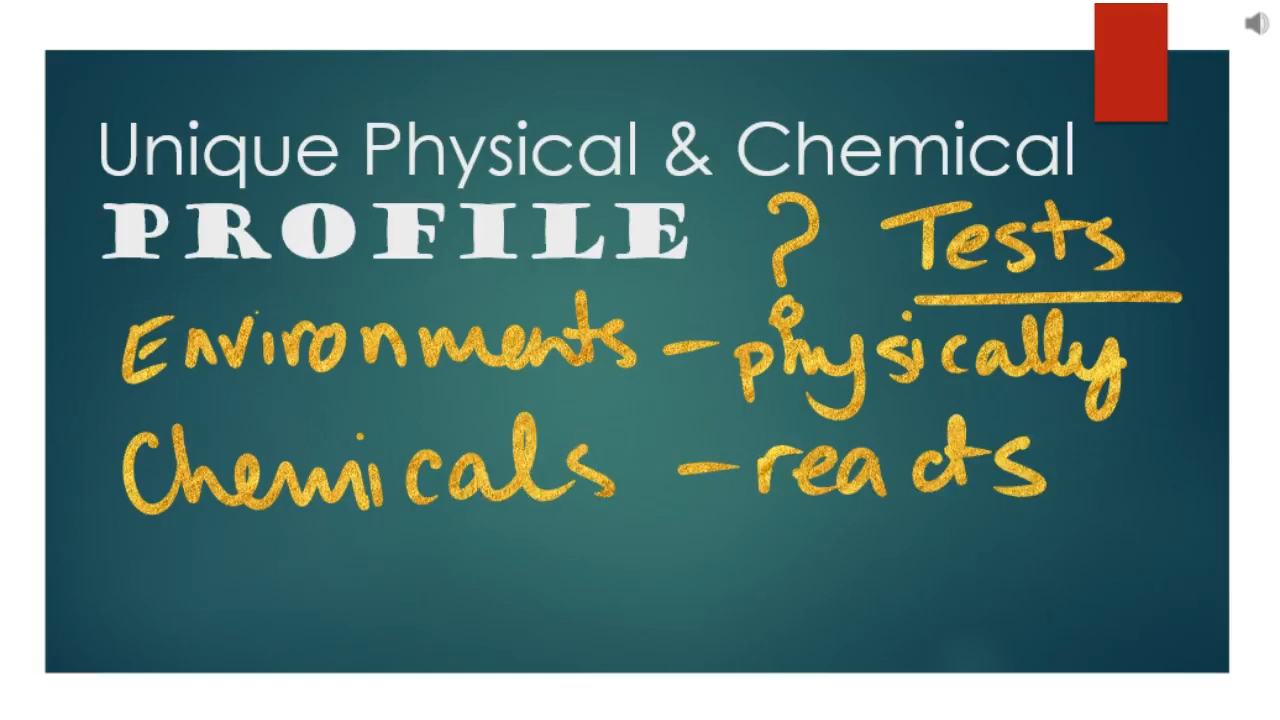 Unique Physical & Chemical
PROFILE ? Tests
Environments - physically
Chemicals - reacts